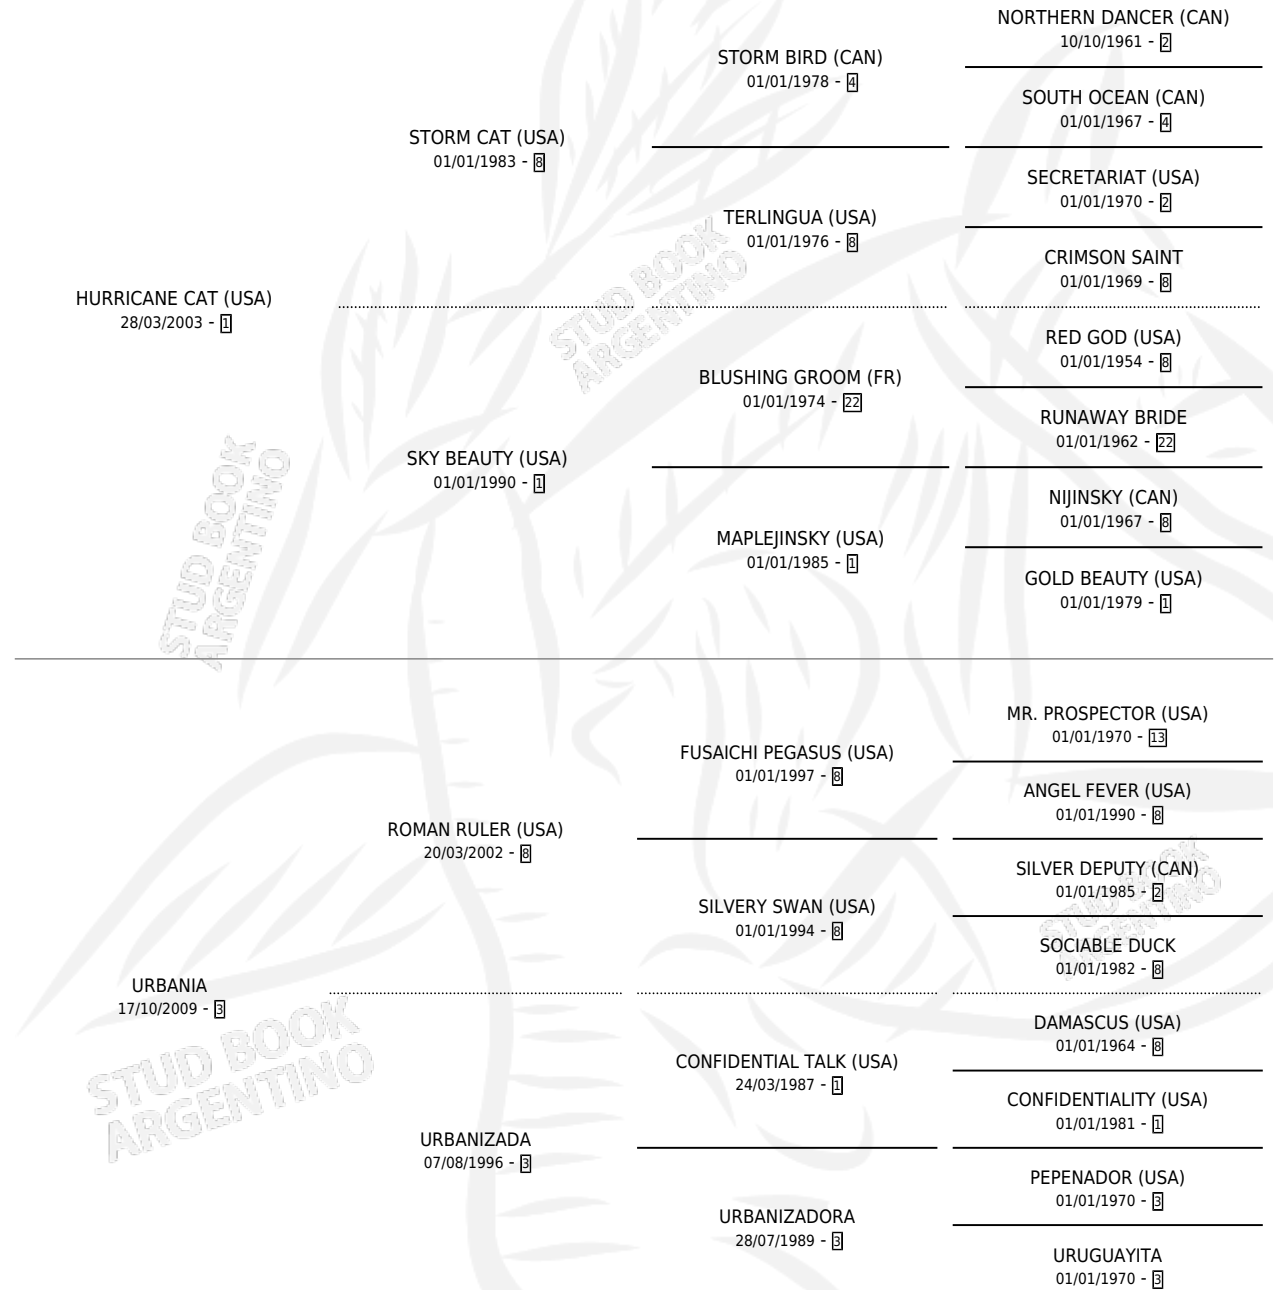 NORTHERN DANCER (CAN)
10/10/1961 - 2
STORM BIRD (CAN)
01/01/1978 - 4
SOUTH OCEAN (CAN)
01/01/1967 - 4
STORM CAT (USA)
01/01/1983 - 8
SECRETARIAT (USA)
01/01/1970 - 2
TERLINGUA (USA)
01/01/1976 - 8
CRIMSON SAINT
01/01/1969 - 8
HURRICANE CAT (USA)
28/03/2003 - 1
STUD BOOK
ARGENTINO
RED GOD (USA)
01/01/1954 - 8
BLUSHING GROOM (FR)
01/01/1974 - 22
RUNAWAY BRIDE
01/01/1962 - 22
SKY BEAUTY (USA)
01/01/1990 - 1
NIJINSKY (CAN)
01/01/1967 - 8
MAPLEJINSKY (USA)
01/01/1985 - 1
GOLD BEAUTY (USA)
01/01/1979 - 1
STUD BOOK
ARGENTINO
MR. PROSPECTOR (USA)
01/01/1970 - 13
FUSAICHI PEGASUS (USA)
01/01/1997 - 8
ANGEL FEVER (USA)
01/01/1990 - 8
ROMAN RULER (USA)
20/03/2002 - 8
SILVER DEPUTY (CAN)
01/01/1985 - 2
SILVERY SWAN (USA)
01/01/1994 - 8
SOCIABLE DUCK
01/01/1982 - 8
STUD BOOK
ARGENTINO
URBANIA
17/10/2009 - 3
DAMASCUS (USA)
01/01/1964 - 8
CONFIDENTIAL TALK (USA)
24/03/1987 - 1
CONFIDENTIALITY (USA)
01/01/1981 - 1
STUD BOOK
ARGENTINO
URBANIZADA
07/08/1996 - 3
PEPENADOR (USA)
01/01/1970 - 3
URBANIZADORA
28/07/1989 - 3
URUGUAYITA
01/01/1970 - 3